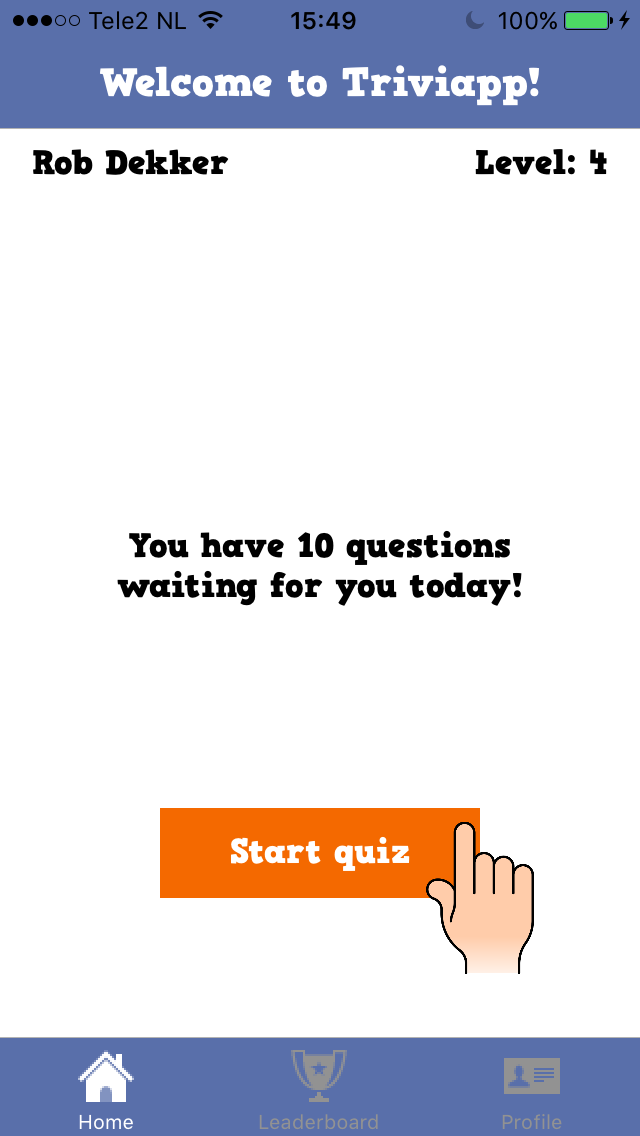 Tele2 NL 15:49 100%
Welcome to Triviapp!
Rob Dekker Level: 4
You have 10 questions
waiting for you today!
Start quiz
Home Leaderboard Profile